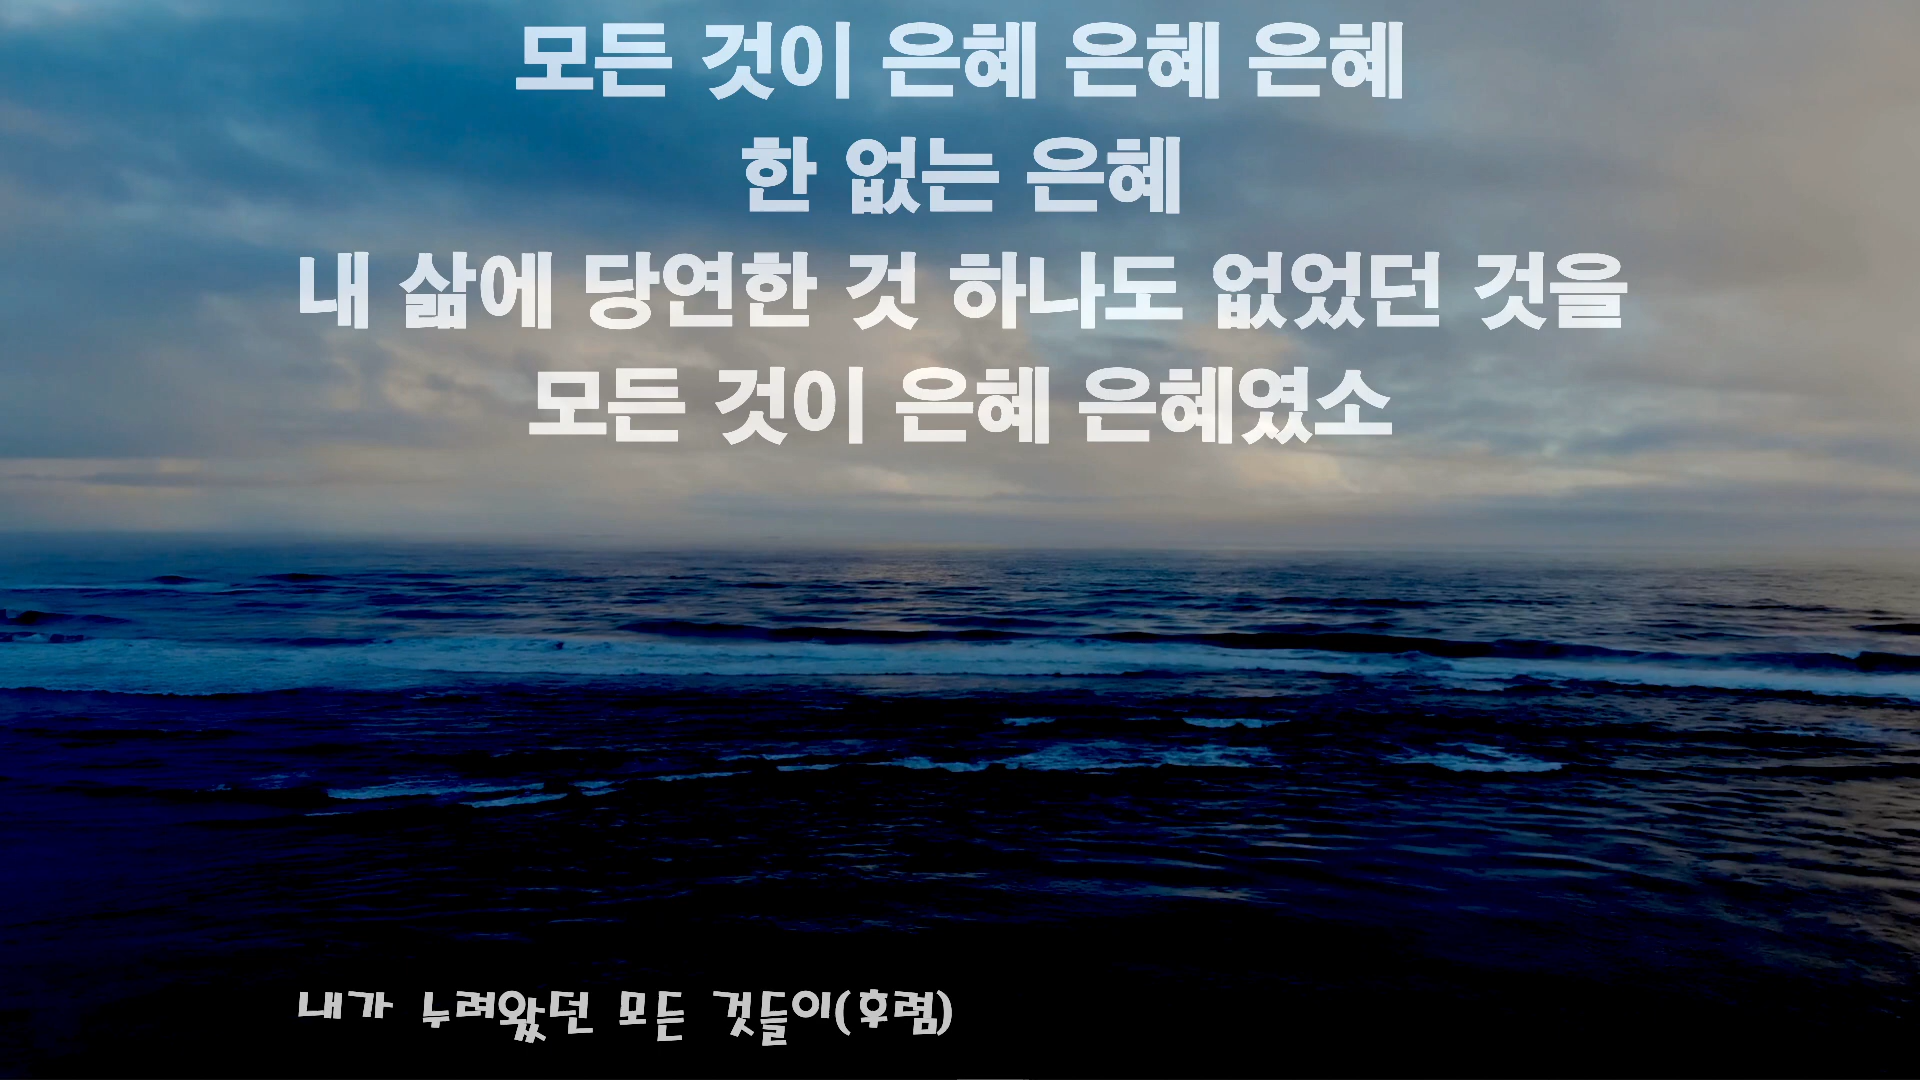 모든 것이 은혜 은혜 은혜
한 없는 은혜
내 삶에 당연한 것 하나도 없었던 것을
모든 것이 은혜 은혜였소
내가 누려왔던 모든 것들이(후렴)